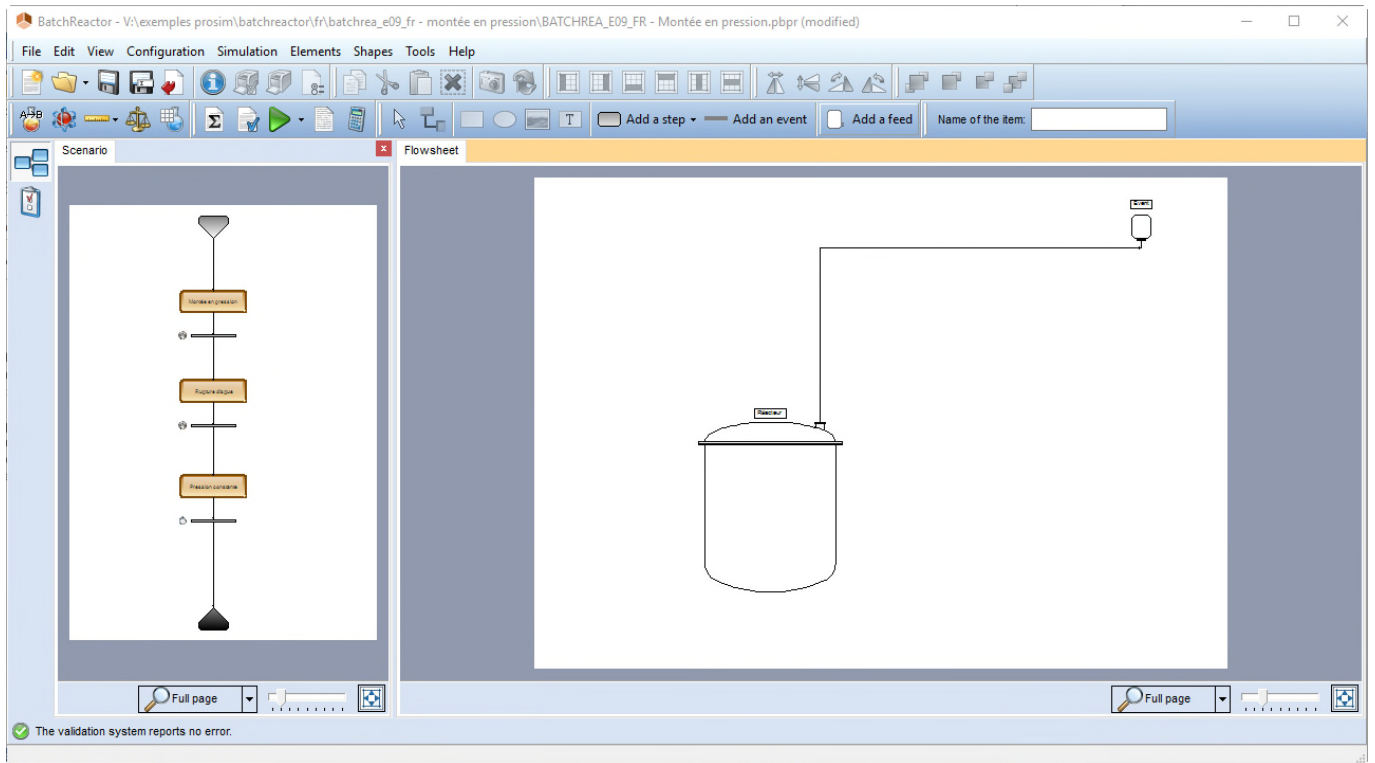 BatchReactor - V:\exemples prosim\batchreactor\fr\batchrea_e09_fr - montée en pression\BATCHREA_E09_FR - Montée en pression.pbpr (modified)
File Edit View Configuration Simulation Elements Shapes Tools Help
Add a step Add an event Add a feed Name of the item:
Scenario
Flowsheet
Event
Montée en pression
Rupture disque
Réacteur
Pression constante
Full page
Full page
The validation system reports no error.